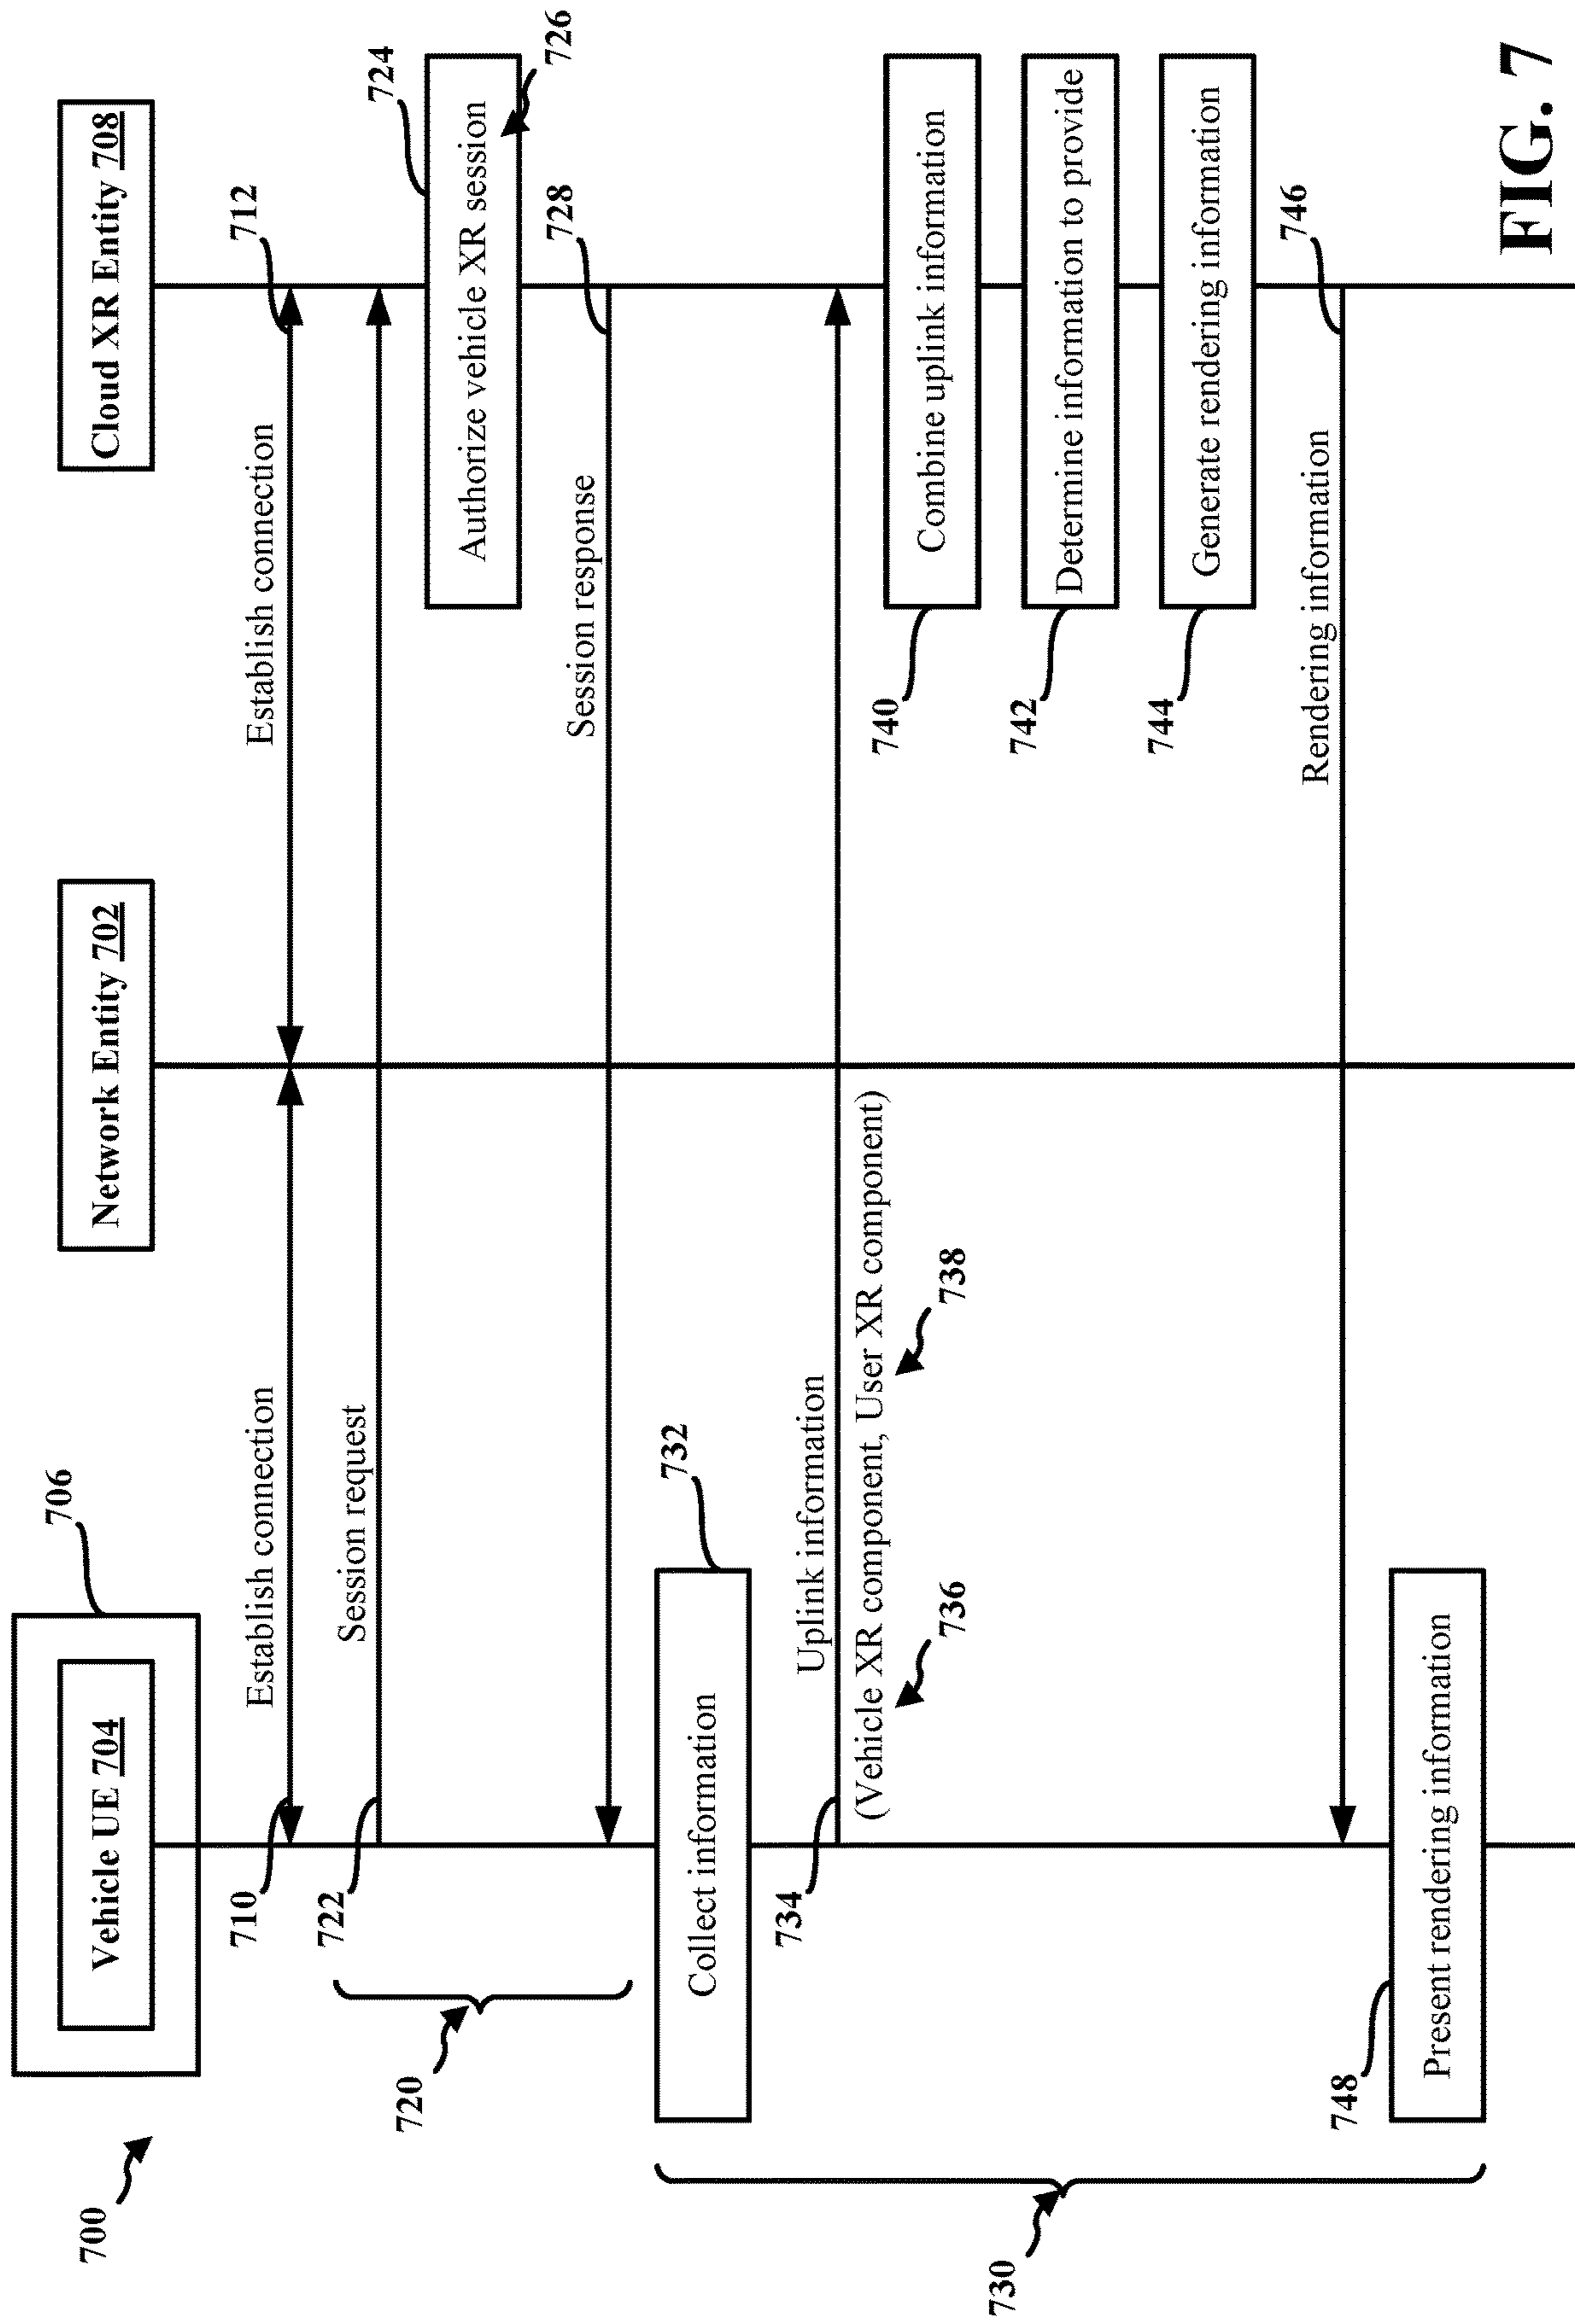 700
706
Vehicle UE 704
Network Entity 702
Cloud XR Entity 708
710
Establish connection
Establish connection
712
722
Session request
720
724
Authorize vehicle XR session
726
Session response
728
732
Collect information
734
Uplink information
(Vehicle XR component, User XR component)
736
738
730
740
Combine uplink information
742
Determine information to provide
744
Generate rendering information
Rendering information
746
748
Present rendering information
FIG. 7